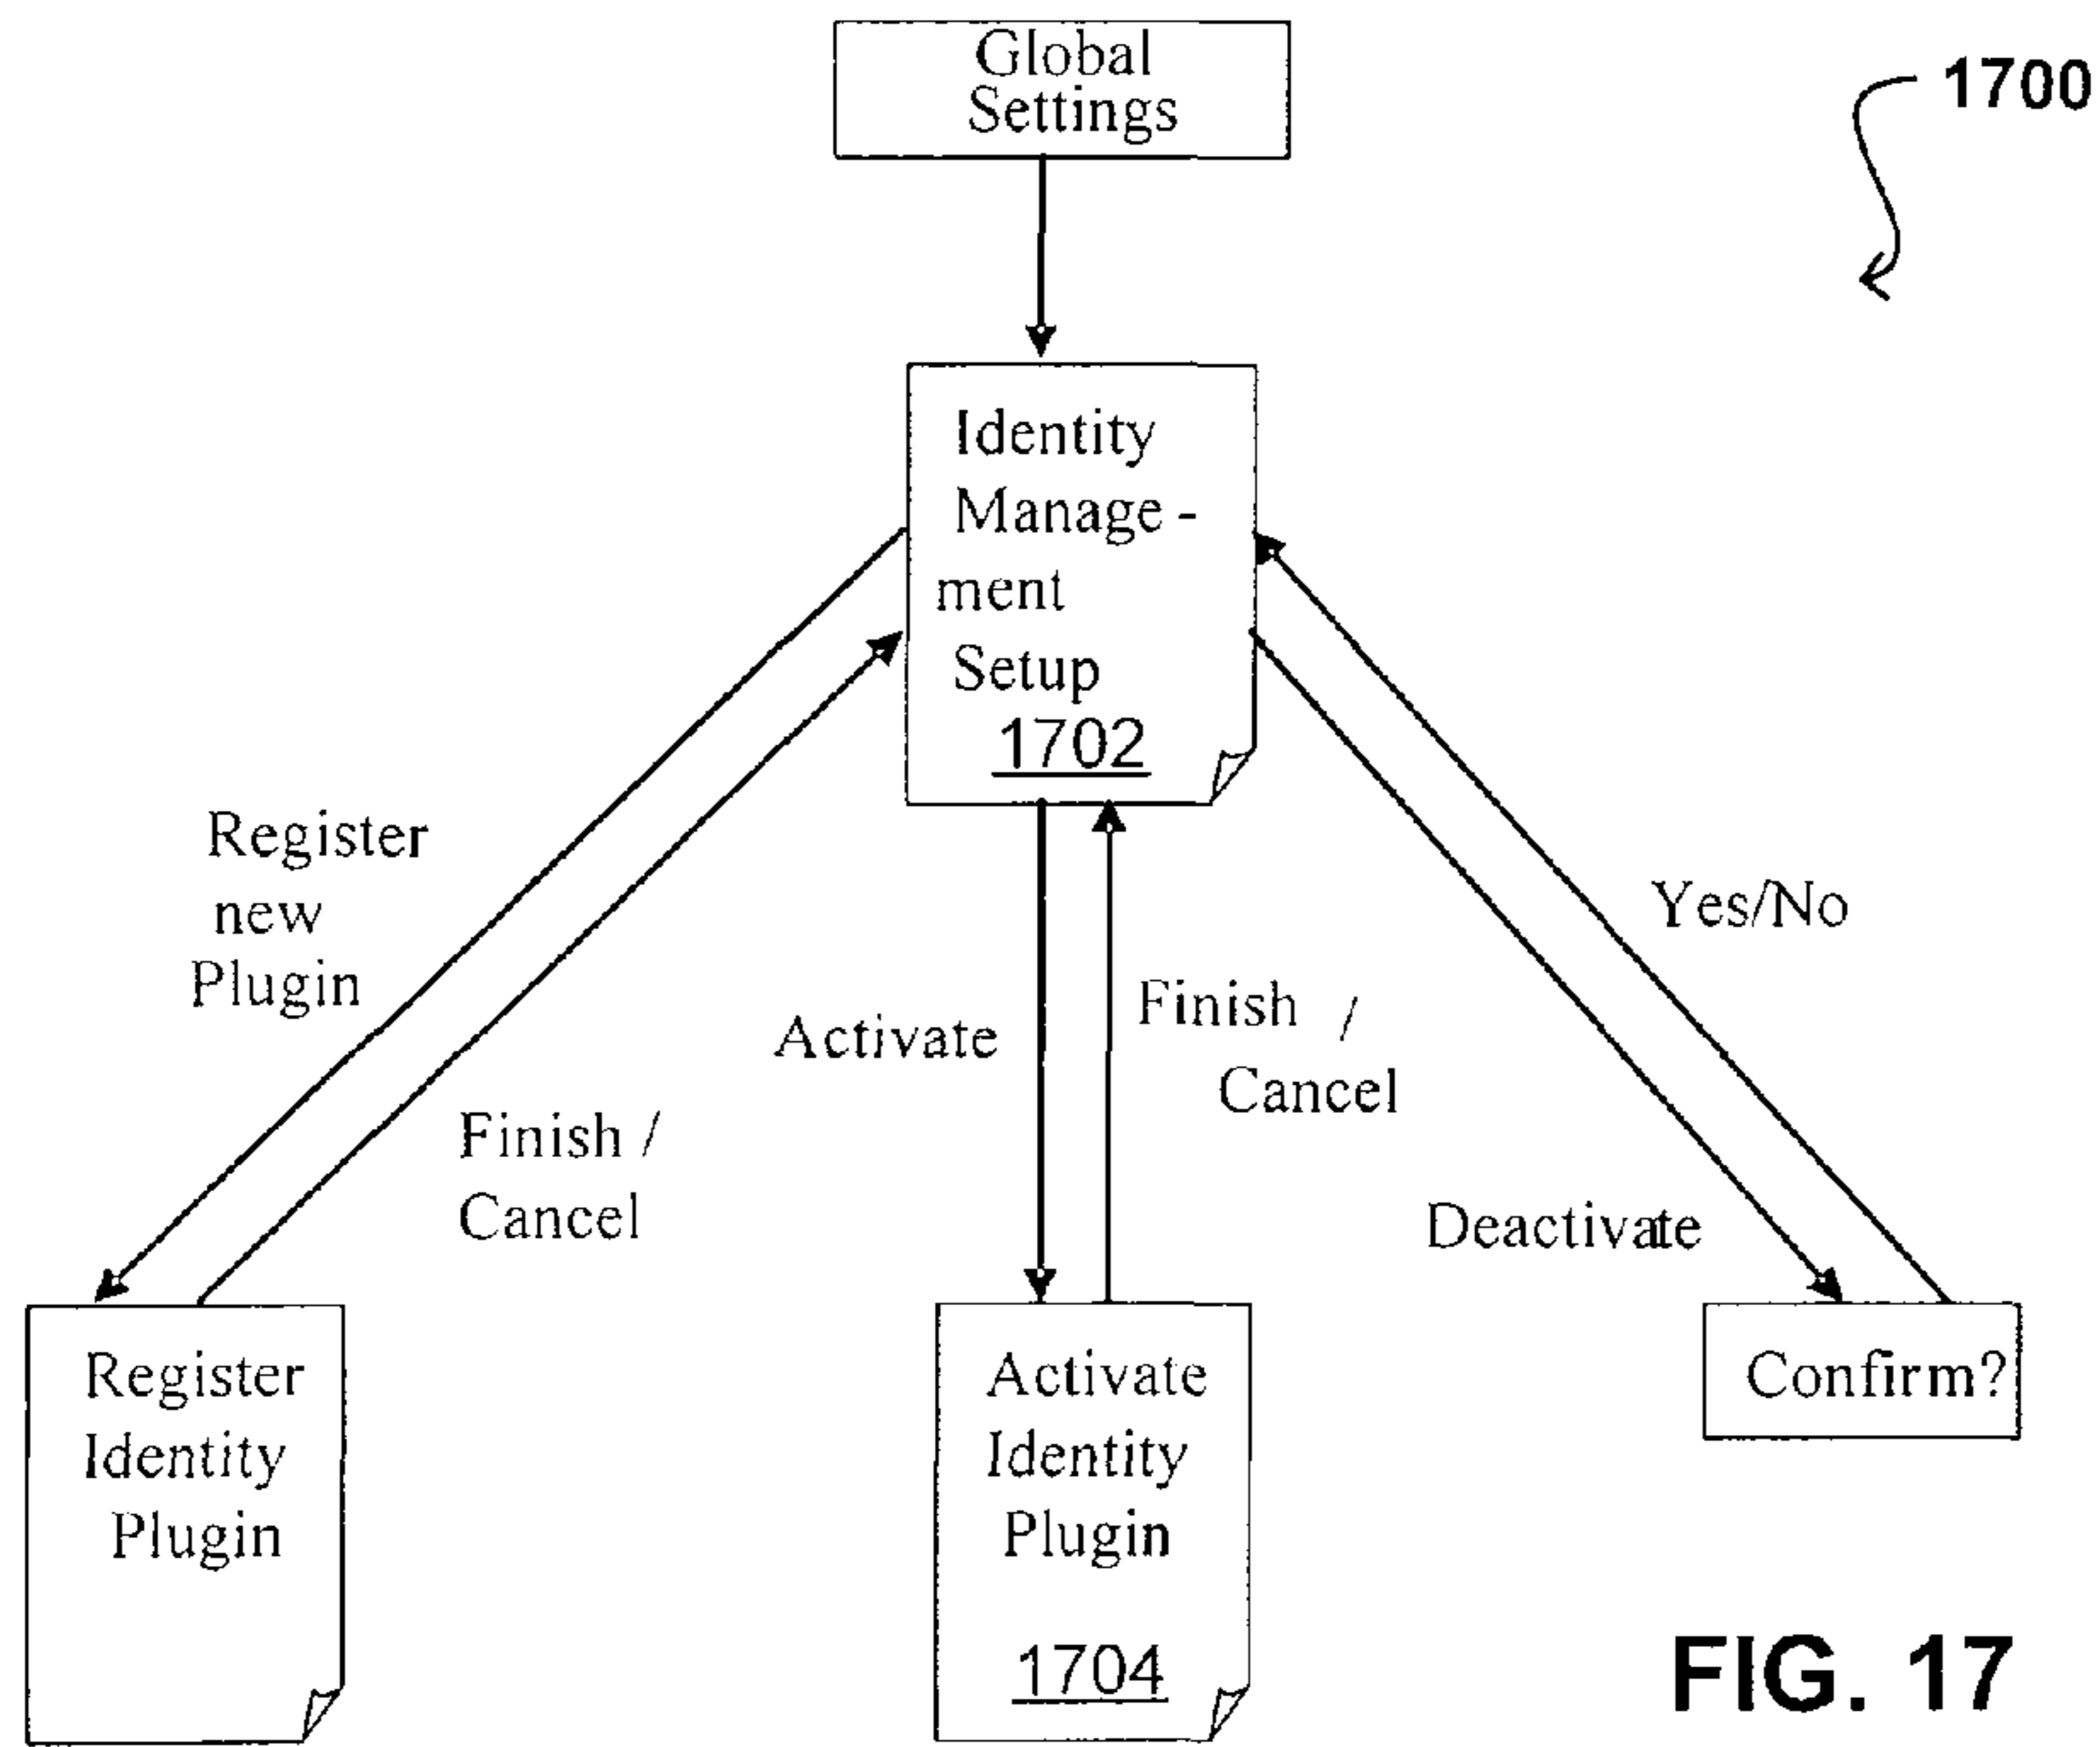 Global
Settings
1700
Identity
Manage -
ment
Setup
1702
Register
new
Plugin
Finish /
Cancel
Activate
Finish /
Cancel
Yes/No
Deactivate
Register
Identity
Plugin
Activate
Identity
Plugin
1704
Confirm?
FIG. 17